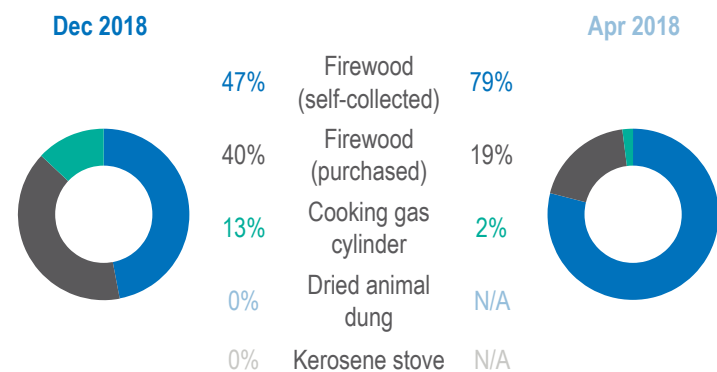 Dec 2018
Apr 2018
47%
Firewood
(self-collected)
79%
40%
Firewood
(purchased)
19%
13%
Cooking gas
cylinder
2%
0%
Dried animal
dung
N/A
0%
Kerosene stove
N/A